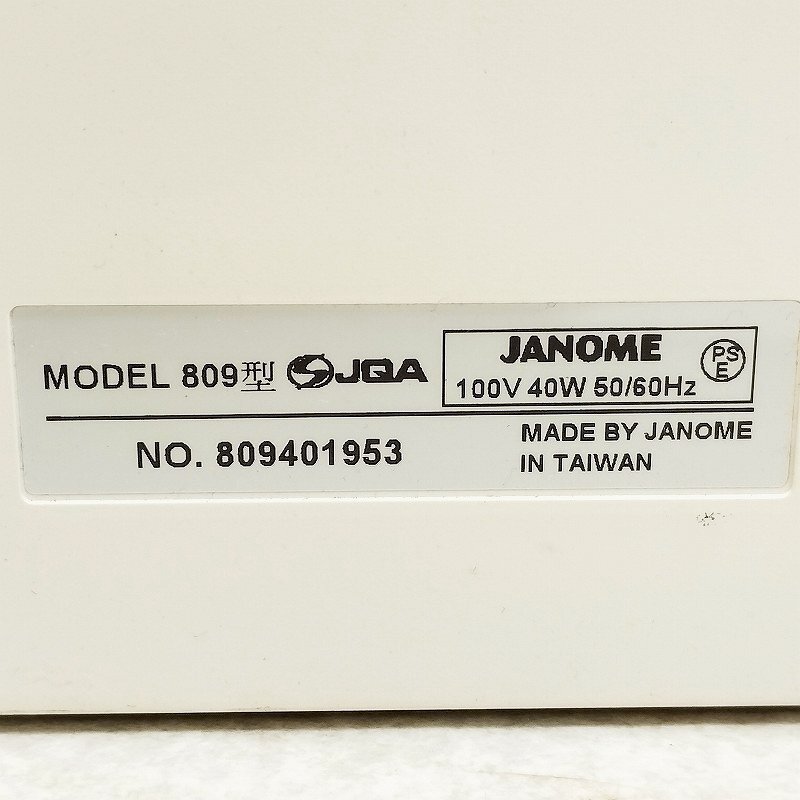 MODEL 809型 JQA
JANOME
100V 40W 50/60Hz
PS
E
NO. 809401953
MADE BY JANOME
IN TAIWAN